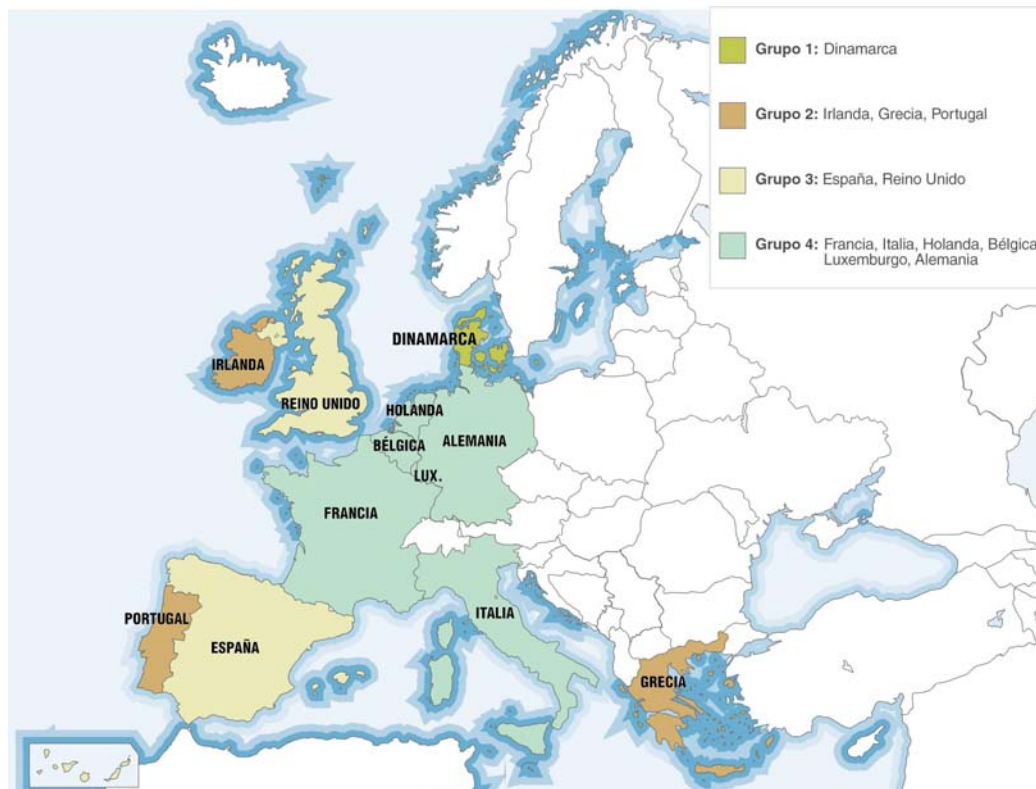 Grupo 1: Dinamarca
Grupo 2: Irlanda, Grecia, Portugal
Grupo 3: España, Reino Unido
Grupo 4: Francia, Italia, Holanda, Bélgica
Luxemburgo, Alemania
DINAMARCA
IRLANDA
REINO UNIDO
HOLANDA
BÉLGICA
ALEMANIA
LUX.
FRANCIA
PORTUGAL
ESPAÑA
ITALIA
GRECIA